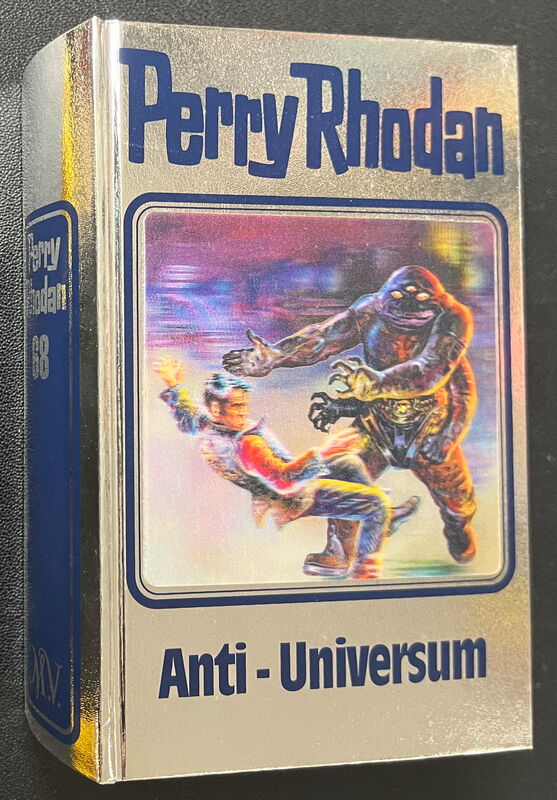 Perry Rhodan
Anti - Universum
Perry
Rhodan
68